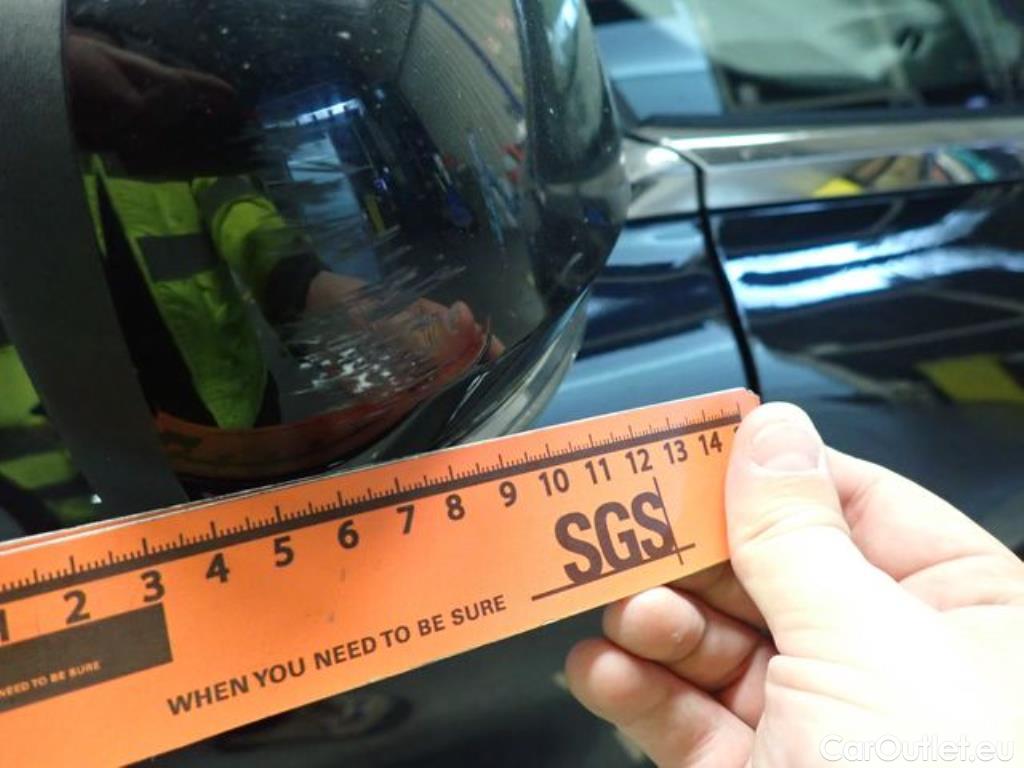 1 2 3 4 5 6 7 8 9 10 11 12 13 14
SGS
NEED TO BE SURE
WHEN YOU NEED TO BE SURE
CarOutlet.eu